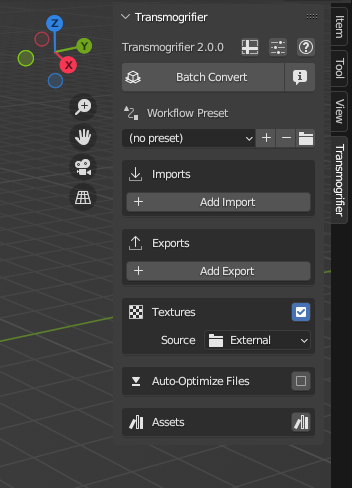 Transmogrifier
Transmogrifier 2.0.0
Batch Convert
Workflow Preset
(no preset)
Imports
Add Import
Exports
Add Export
Textures
Source External
Auto-Optimize Files
Assets
Item
Tool
View
Transmogrifier
Z
Y
X